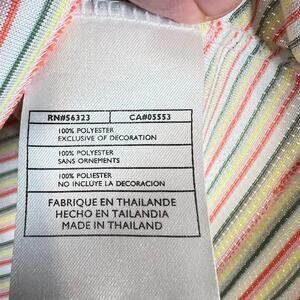 RN#56323 CA#05553
100% POLYESTER
EXCLUSIVE OF DECORATION
100% POLYESTER
SANS ORNEMENTS
100% POLIESTER
NO INCLUYE LA DECORACION
FABRIQUE EN THAILANDE
HECHO EN TAILANDIA
MADE IN THAILAND